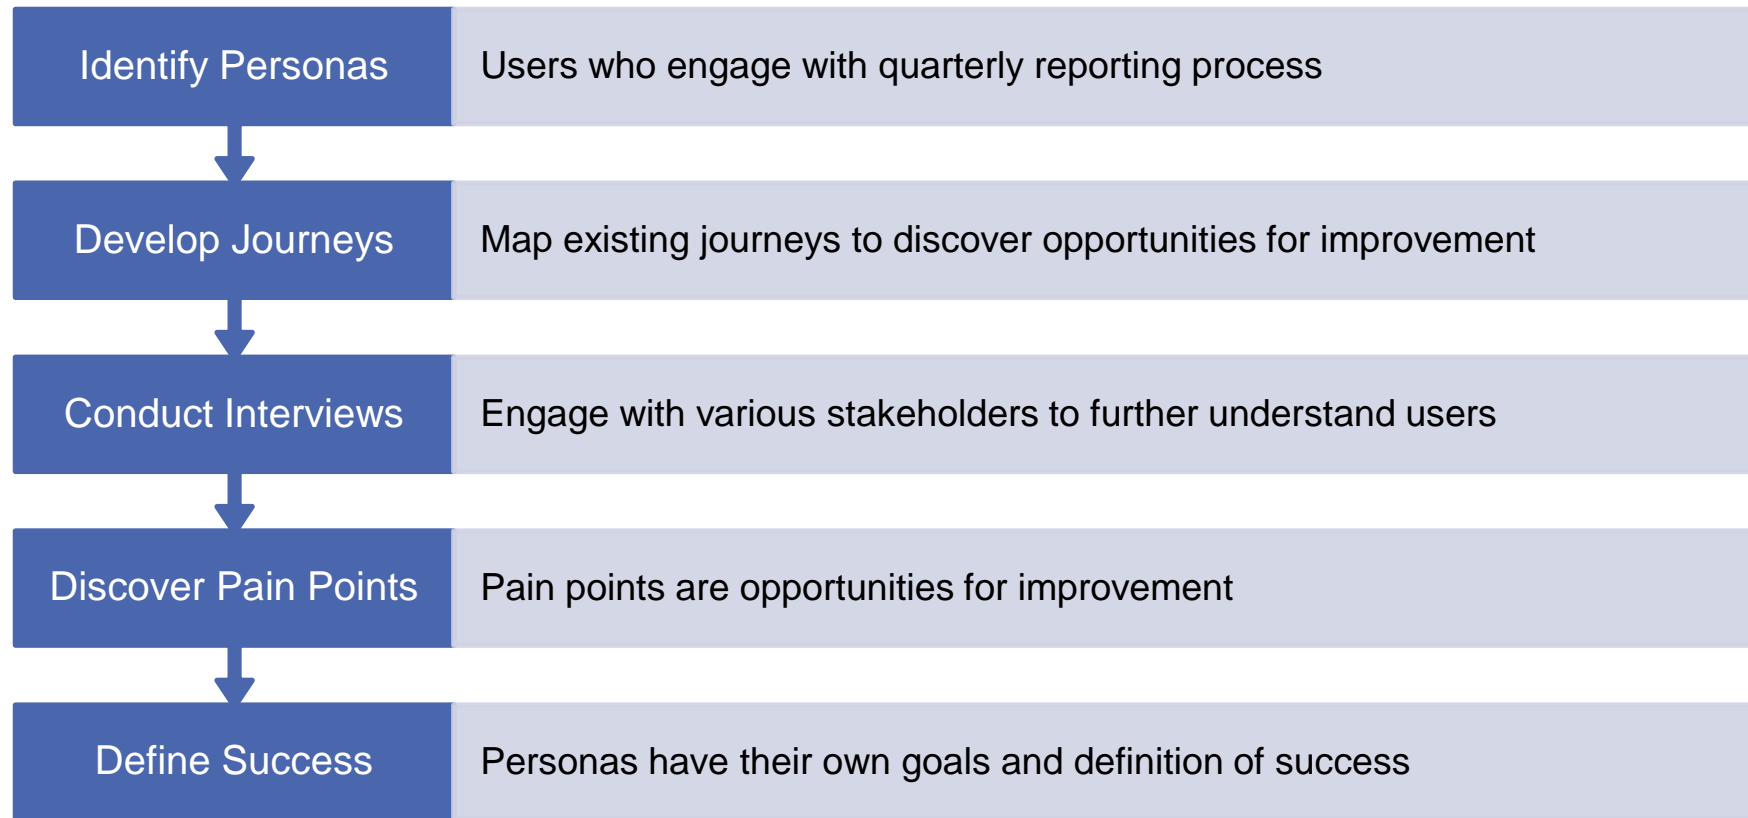 Identify Personas
Users who engage with quarterly reporting process
Develop Journeys
Map existing journeys to discover opportunities for improvement
Conduct Interviews
Engage with various stakeholders to further understand users
Discover Pain Points
Pain points are opportunities for improvement
Define Success
Personas have their own goals and definition of success